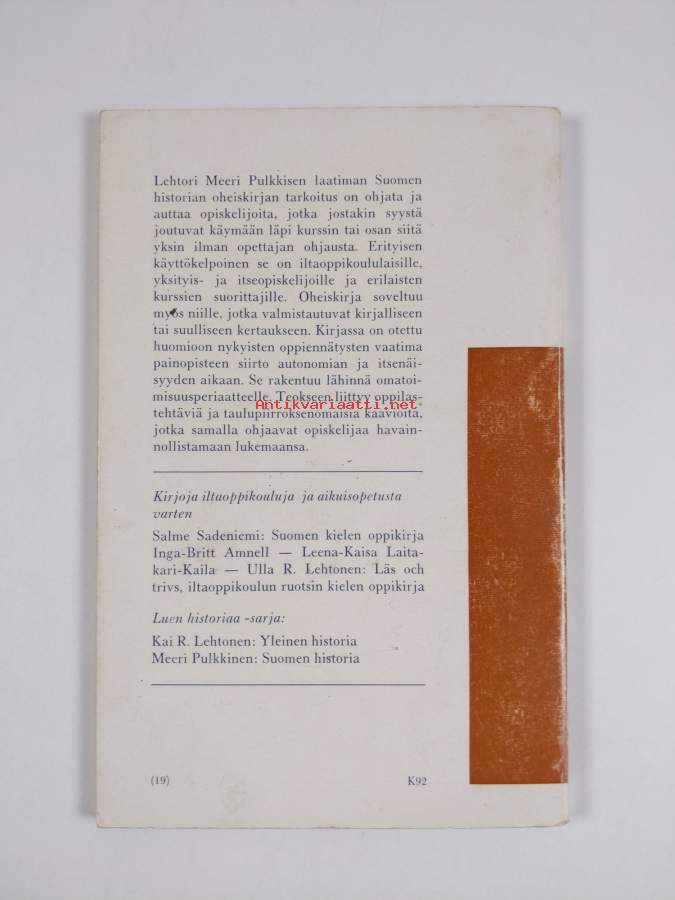 Lehtori Meeri Pulkkisen laatiman Suomen
historian oheiskirjan tarkoitus on ohjata ja
auttaa opiskelijoita, jotka jostakin syystä
joutuvat käymään läpi kurssin tai osan siitä
yksin ilman opettajan ohjausta. Erityisen
käyttökelpoinen se on iltaoppikoululaisille,
yksityis- ja itseopiskelijoille ja erilaisten
kurssien suorittajille. Oheiskirja soveltuu
myös niille, jotka valmistautuvat kirjalliseen
tai suulliseen kertaukseen. Kirjassa on otettu
huomioon nykyisten oppiennätysten vaatima
painopisteen siirto autonomian ja itsenäi-
syyden aikaan. Se rakentuu lähinnä omatoi-
misuusperiaatteelle. Teokseen liittyy oppilas-
Antikvariaatti.net
tehtäviä ja taulupiirroksenomaisia kaavioita,
jotka samalla ohjaavat opiskelijaa havain-
nollistamaan lukemaansa.
Kirjoja iltaoppikouluja ja aikuisopetusta
varten
Salme Sadeniemi: Suomen kielen oppikirja
Inga-Britt Amnell — Leena-Kaisa Laita-
kari-Kaila — Ulla R. Lehtonen: Läs och
trivs, iltaoppikoulun ruotsin kielen oppikirja
Luen historiaa -sarja:
Kai R. Lehtonen: Yleinen historia
Meeri Pulkkinen: Suomen historia
(19) K92